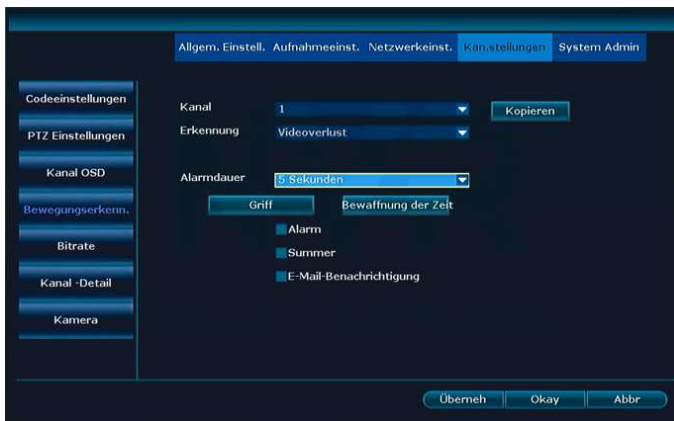 Allgem. Einstell. Aufnahmeeinst. Netzwerkeinst. Kan.stellungen System Admin
Codeeinstellungen
PTZ Einstellungen
Kanal OSD
Bewegungserkenn.
Bitrate
Kanal -Detail
Kamera
Kanal 1 Kopieren
Erkennung Videoverlust
Alarmdauer 5 Sekunden
Griff Bewaffnung der Zeit
Alarm
Summer
E-Mail-Benachrichtigung
Überneh Okay Abbr